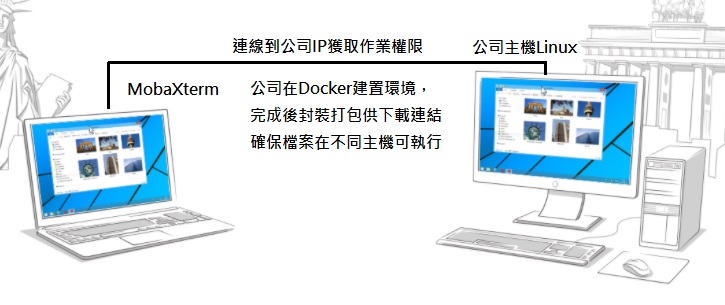 連線到公司IP獲取作業權限
公司主機Linux
MobaXterm
公司在Docker建置環境，
完成後封裝打包供下載連結
確保檔案在不同主機可執行